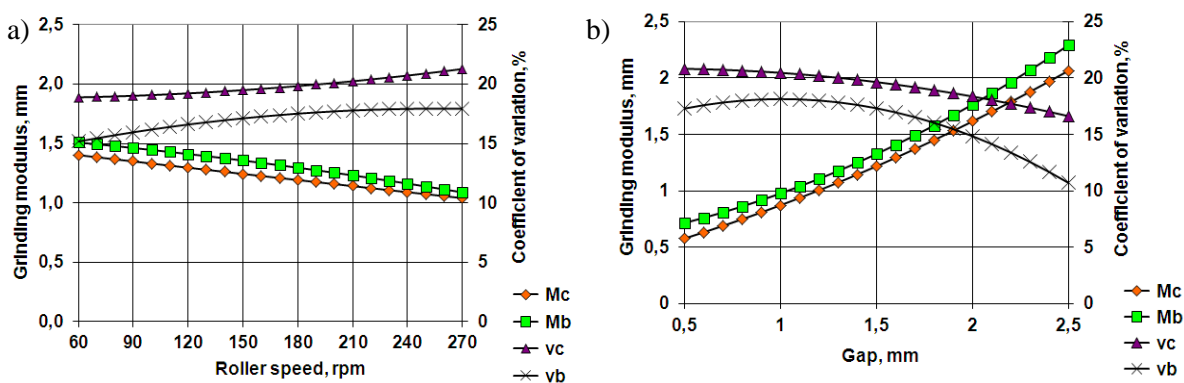 a)
Grinding modulus, mm
2,5
2,0
1,5
1,0
0,5
0,0
60 90 120 150 180 210 240 270
Roller speed, rpm
25
20
15
10
5
0
Coefficient of variation,%
Mc
Mb
vc
vb
b)
Grinding modulus, mm
2,5
2
1,5
1
0,5
0
0,5 1 1,5 2 2,5
Gap, mm
25
20
15
10
5
0
Coefficient of variation,%
Mc
Mb
vc
vb